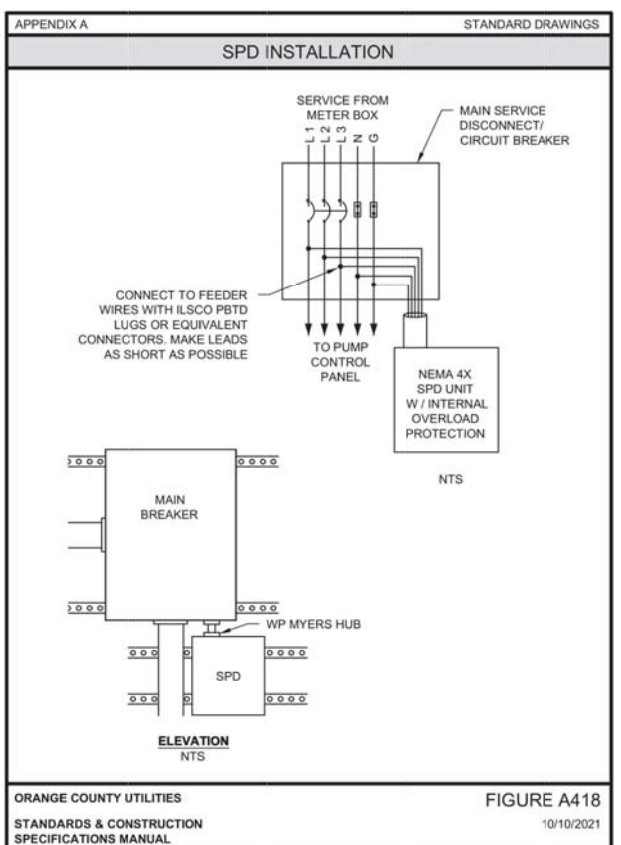 APPENDIX A
STANDARD DRAWINGS
SPD INSTALLATION
SERVICE FROM
METER BOX
L1
L2
L3
N
G
MAIN SERVICE
DISCONNECT/
CIRCUIT BREAKER
CONNECT TO FEEDER
WIRES WITH ILSCO PBTD
LUGS OR EQUIVALENT
CONNECTORS. MAKE LEADS
AS SHORT AS POSSIBLE
TO PUMP
CONTROL
PANEL
NEMA 4X
SPD UNIT
W / INTERNAL
OVERLOAD
PROTECTION
NTS
MAIN
BREAKER
WP MYERS HUB
SPD
ELEVATION
NTS
ORANGE COUNTY UTILITIES
STANDARDS & CONSTRUCTION
SPECIFICATIONS MANUAL
FIGURE A418
10/10/2021